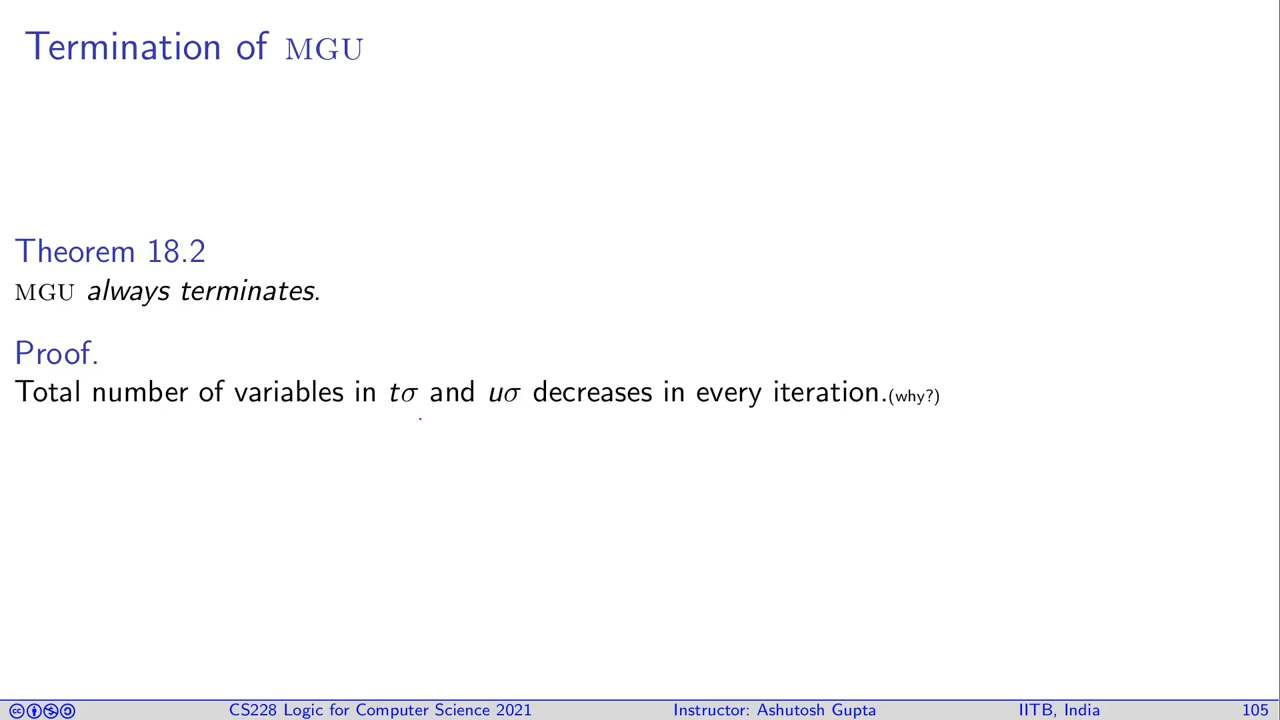 Termination of MGU
Theorem 18.2
MGU always terminates.
Proof.
Total number of variables in tσ and uσ decreases in every iteration.(why?)
CS228 Logic for Computer Science 2021 Instructor: Ashutosh Gupta IITB, India 105